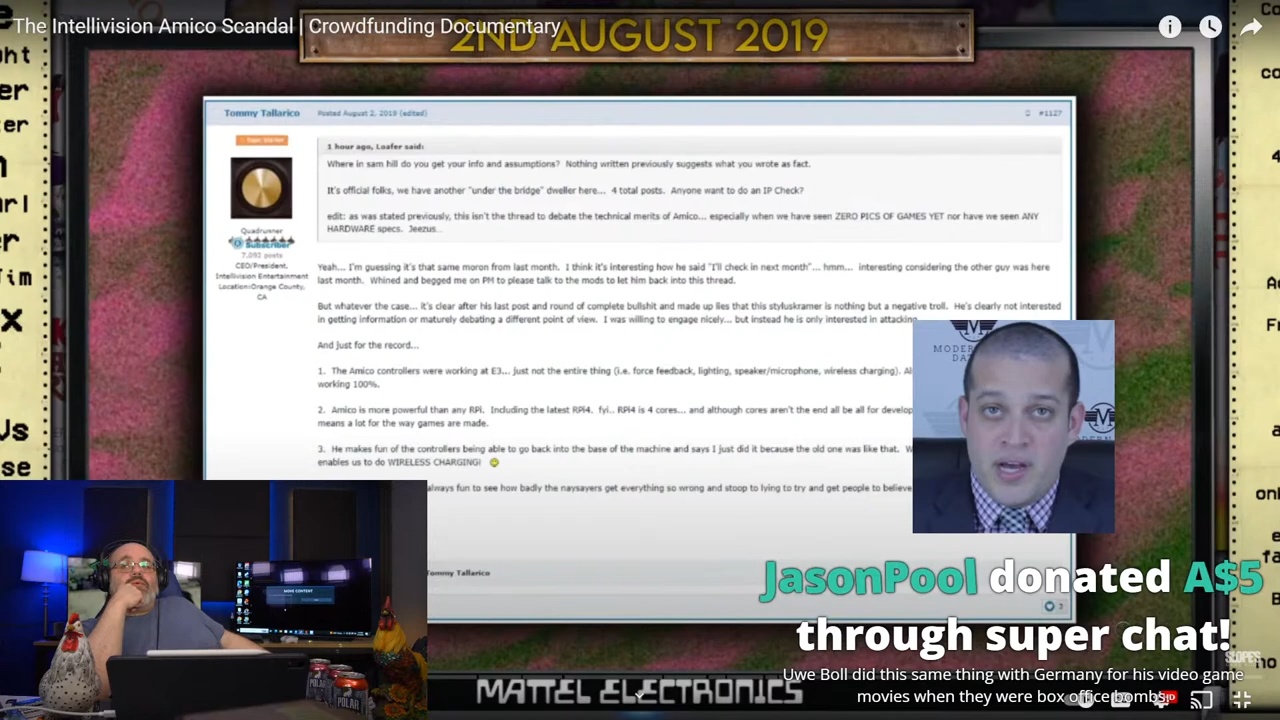 The Intellivision Amico Scandal | Crowdfunding Documentary
2ND AUGUST 2019
Tommy Tallarico
Posted August 2, 2019 (edited)
#1127
1 hour ago, Loafer said:
Where in sam hill do you get your info and assumptions? Nothing written previously suggests what you wrote as fact.
It's official folks, we have another "under the bridge" dweller here... 4 total posts. Anyone want to do an IP Check?
edit: as was stated previously, this isn't the thread to debate the technical merits of Amico... especially when we have seen ZERO PICS OF GAMES YET nor have we seen ANY
HARDWARE specs. Jeezus..
Quadrunner
Subscriber
7,092 posts
CEO/President,
Intellivision Entertainment
Location:Orange County,
CA
Yeah... I'm guessing it's that same moron from last month. I think it's interesting how he said "I'll check in next month"... hmm... interesting considering the other guy was here
last month. Whined and begged me on PM to please talk to the mods to let him back into this thread.
But whatever the case... it's clear after his last post and round of complete bullshit and made up lies that this styluskramer is nothing but a negative troll. He's clearly not interested
in getting information or maturely debating a different point of view. I was willing to engage nicely... but instead he is only interested in attacking.
And just for the record...
1. The Amico controllers were working at E3... just not the entire thing (i.e. force feedback, lighting, speaker/microphone, wireless charging).
working 100%.
2. Amico is more powerful than any RPi. Including the latest RPi4. fyi.. RPi4 is 4 cores... and although cores aren't the end all be all for
means a lot for the way games are made.
3. He makes fun of the controllers being able to go back into the base of the machine and says I just did it because the old one was like that.
enables us to do WIRELESS CHARGING!
always fun to see how badly the naysayers get everything so wrong and stoop to lying to try and get people to believe
Tommy Tallarico
MODERN
JasonPool donated A$5
through super chat!
Uwe Boll did this same thing with Germany for his video game
movies when they were box office bombs
MATTEL ELECTRONICS
POLAR
POLAR